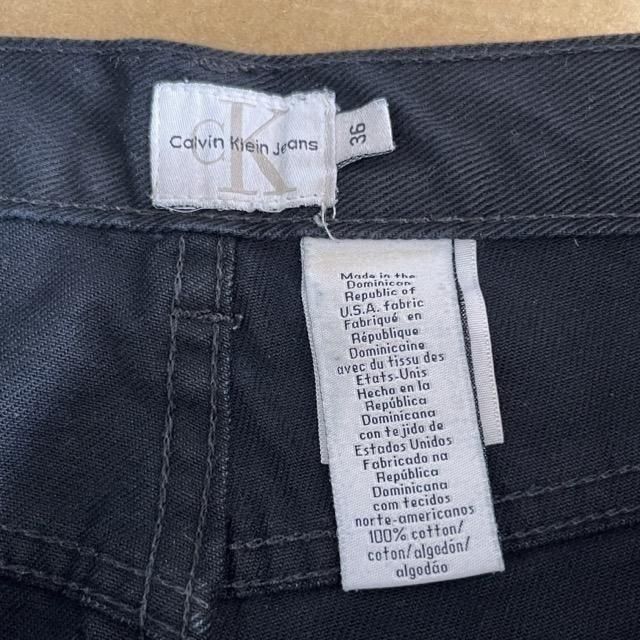 CK
Calvin Klein Jeans
36
Made in the
Dominican
Republic of
U.S.A. fabric
Fabriqué en
République
Dominicaine
avec du tissu des
Etats-Unis
Hecho en la
República
Dominicana
con tejido de
Estados Unidos
Fabricado na
República
Dominicana
com tecidos
norte-americanos
100% cotton/
coton/algodón/
algodão